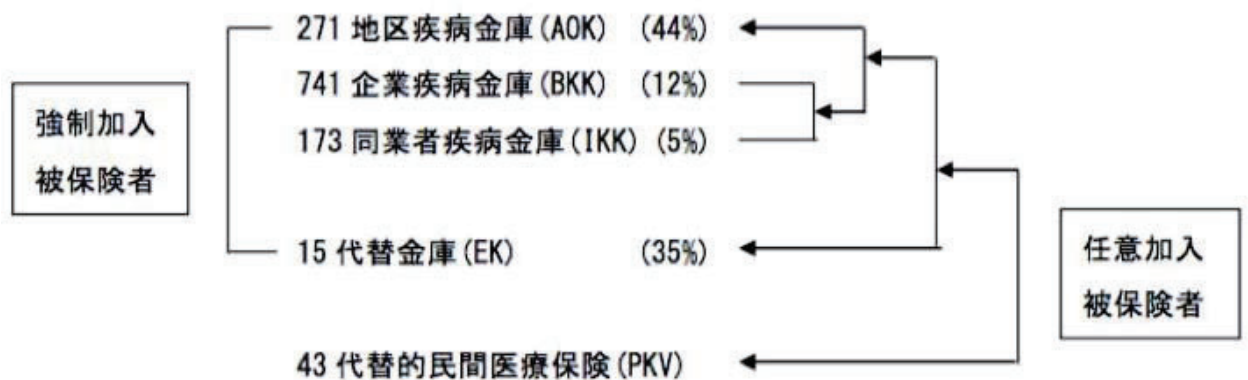 271 地区疾病金庫(AOK) (44%)
741 企業疾病金庫(BKK) (12%)
173 同業者疾病金庫(IKK) (5%)
15 代替金庫(EK) (35%)
43 代替的民間医療保険(PKV)
強制加入
被保険者
任意加入
被保険者